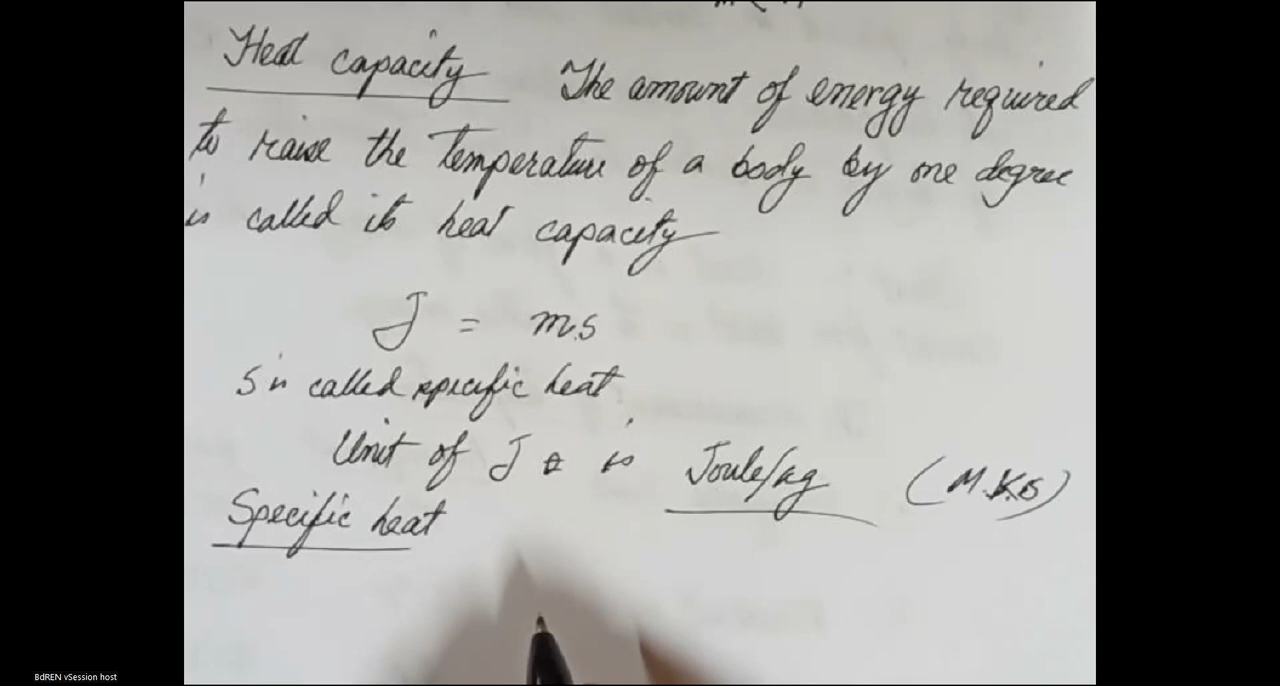 Heat capacity The amount of energy required
to raise the temperature of a body by one degree
is called its heat capacity
J = m.s
s is called specific heat.
Unit of J is Joule/kg (M.K.S)
Specific heat
BdREN vSession host